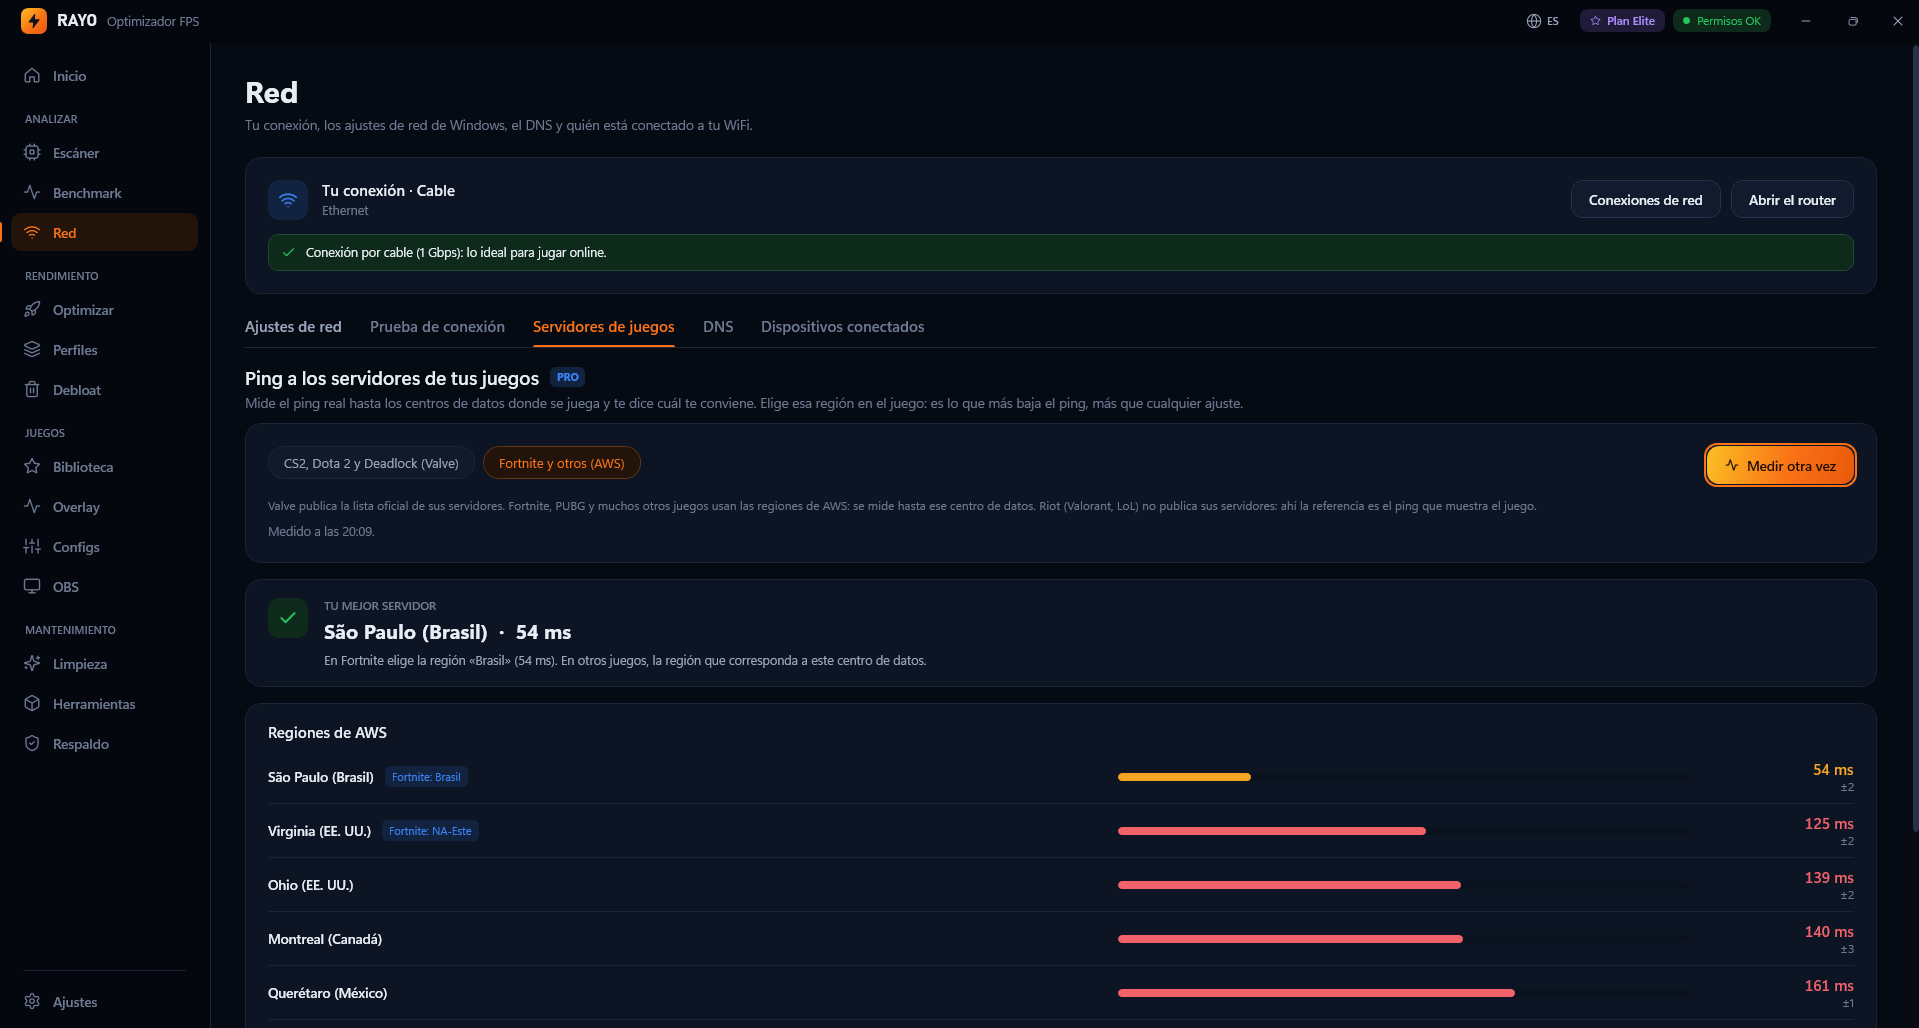 RAYO Optimizador FPS
ES
Plan Elite
Permisos OK
Inicio
ANALIZAR
Escáner
Benchmark
Red
RENDIMIENTO
Optimizar
Perfiles
Debloat
JUEGOS
Biblioteca
Overlay
Configs
OBS
MANTENIMIENTO
Limpieza
Herramientas
Respaldo
Ajustes
Red
Tu conexión, los ajustes de red de Windows, el DNS y quién está conectado a tu WiFi.
Tu conexión · Cable
Ethernet
Conexiones de red
Abrir el router
Conexión por cable (1 Gbps): lo ideal para jugar online.
Ajustes de red
Prueba de conexión
Servidores de juegos
DNS
Dispositivos conectados
Ping a los servidores de tus juegos PRO
Mide el ping real hasta los centros de datos donde se juega y te dice cuál te conviene. Elige esa región en el juego: es lo que más baja el ping, más que cualquier ajuste.
CS2, Dota 2 y Deadlock (Valve)
Fortnite y otros (AWS)
Medir otra vez
Valve publica la lista oficial de sus servidores. Fortnite, PUBG y muchos otros juegos usan las regiones de AWS: se mide hasta ese centro de datos. Riot (Valorant, LoL) no publica sus servidores: ahí la referencia es el ping que muestra el juego.
Medido a las 20:09.
TU MEJOR SERVIDOR
São Paulo (Brasil) · 54 ms
En Fortnite elige la región «Brasil» (54 ms). En otros juegos, la región que corresponda a este centro de datos.
Regiones de AWS
São Paulo (Brasil) Fortnite: Brasil 54 ms
±2
Virginia (EE. UU.) Fortnite: NA-Este 125 ms
±2
Ohio (EE. UU.) 139 ms
±2
Montreal (Canadá) 140 ms
±3
Querétaro (México) 161 ms
±1